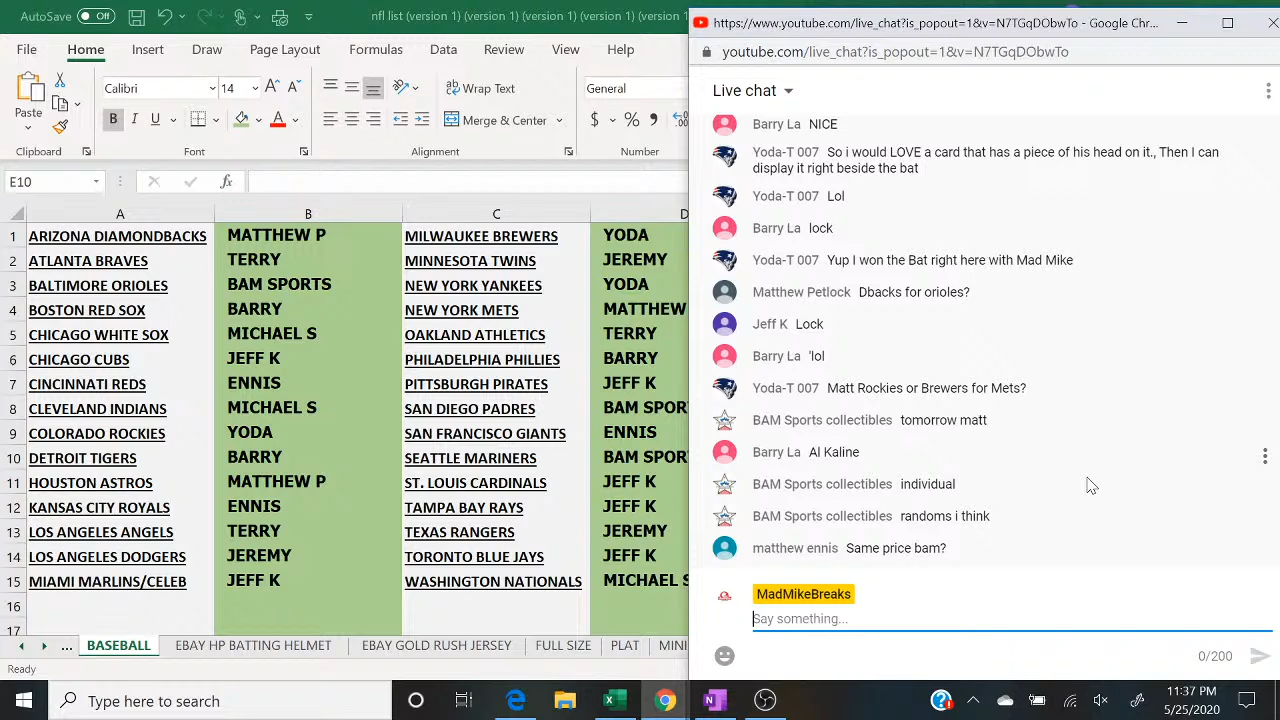 AutoSave Off nfl list (version 1) (version 1) (version 1) (version 1)
https://www.youtube.com/live_chat?is_popout=1&v=N7TGqDObwTo - Google Chr...
File Home Insert Draw Page Layout Formulas Data Review View Help
youtube.com/live_chat?is_popout=1&v=N7TGqDObwTo
Paste
Calibri 14
Wrap Text
General
B I U
Merge & Center
$ % ,
Clipboard Font Alignment Number
E10 fx
A B C D
1 ARIZONA DIAMONDBACKS MATTHEW P MILWAUKEE BREWERS YODA
2 ATLANTA BRAVES TERRY MINNESOTA TWINS JEREMY
3 BALTIMORE ORIOLES BAM SPORTS NEW YORK YANKEES YODA
4 BOSTON RED SOX BARRY NEW YORK METS MATTHEW
5 CHICAGO WHITE SOX MICHAEL S OAKLAND ATHLETICS TERRY
6 CHICAGO CUBS JEFF K PHILADELPHIA PHILLIES BARRY
7 CINCINNATI REDS ENNIS PITTSBURGH PIRATES JEFF K
8 CLEVELAND INDIANS MICHAEL S SAN DIEGO PADRES BAM SPOR
9 COLORADO ROCKIES YODA SAN FRANCISCO GIANTS ENNIS
10 DETROIT TIGERS BARRY SEATTLE MARINERS BAM SPOR
11 HOUSTON ASTROS MATTHEW P ST. LOUIS CARDINALS JEFF K
12 KANSAS CITY ROYALS ENNIS TAMPA BAY RAYS JEFF K
13 LOS ANGELES ANGELS TERRY TEXAS RANGERS JEREMY
14 LOS ANGELES DODGERS JEREMY TORONTO BLUE JAYS JEFF K
15 MIAMI MARLINS/CELEB JEFF K WASHINGTON NATIONALS MICHAEL S
16
17
... BASEBALL EBAY HP BATTING HELMET EBAY GOLD RUSH JERSEY FULL SIZE PLAT MINI
Ready
Live chat
Barry La NICE
Yoda-T 007 So i would LOVE a card that has a piece of his head on it., Then I can
display it right beside the bat
Yoda-T 007 Lol
Barry La lock
Yoda-T 007 Yup I won the Bat right here with Mad Mike
Matthew Petlock Dbacks for orioles?
Jeff K Lock
Barry La 'lol
Yoda-T 007 Matt Rockies or Brewers for Mets?
BAM Sports collectibles tomorrow matt
Barry La Al Kaline
BAM Sports collectibles individual
BAM Sports collectibles randoms i think
matthew ennis Same price bam?
MadMikeBreaks
Say something...
0/200
Type here to search
11:37 PM
5/25/2020